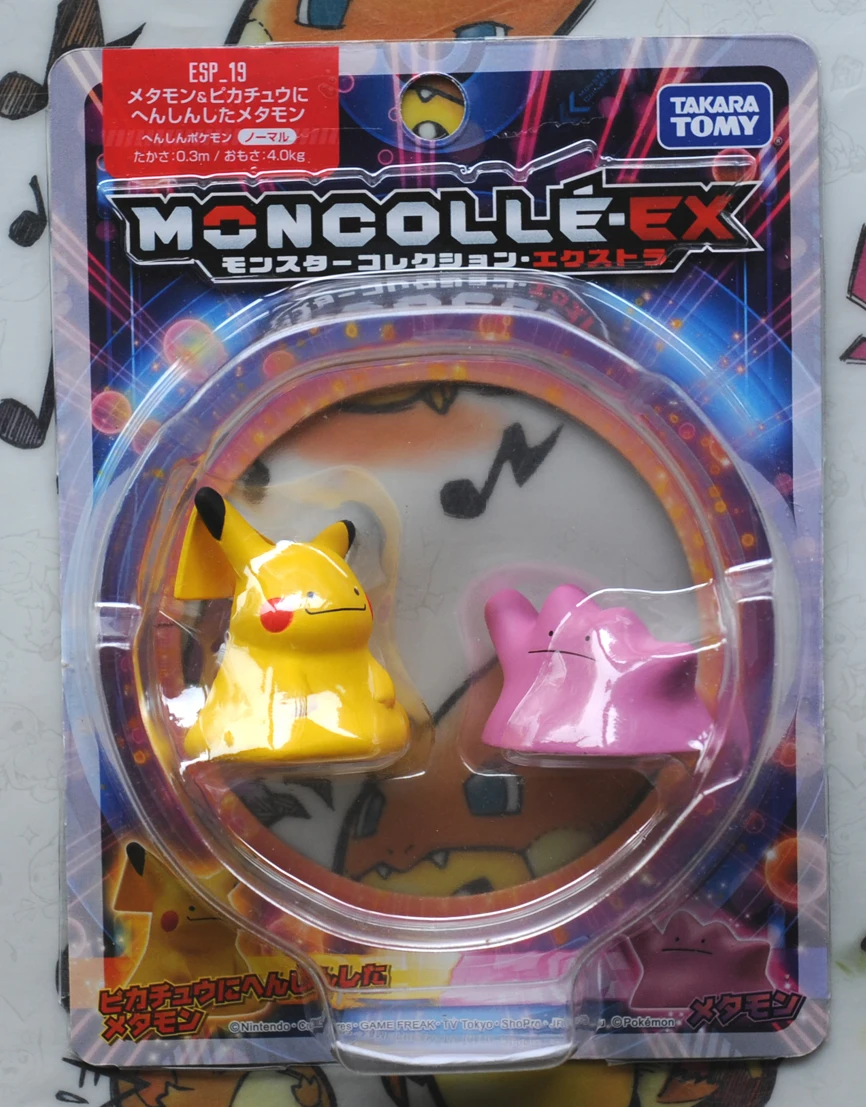 ESP_19
メタモン&ピカチュウに
へんしんしたメタモン
へんしんポケモン ノーマル
たかさ:0.3m / おもさ:4.0kg
TAKARA
TOMY
MONCOLLÉ-EX
モンスターコレクション・エクストラ
ピカチュウにへんしんした
メタモン
メタモン
©Nintendo・ GAME FREAK・TV Tokyo・ShoPro・ ©Pokémon